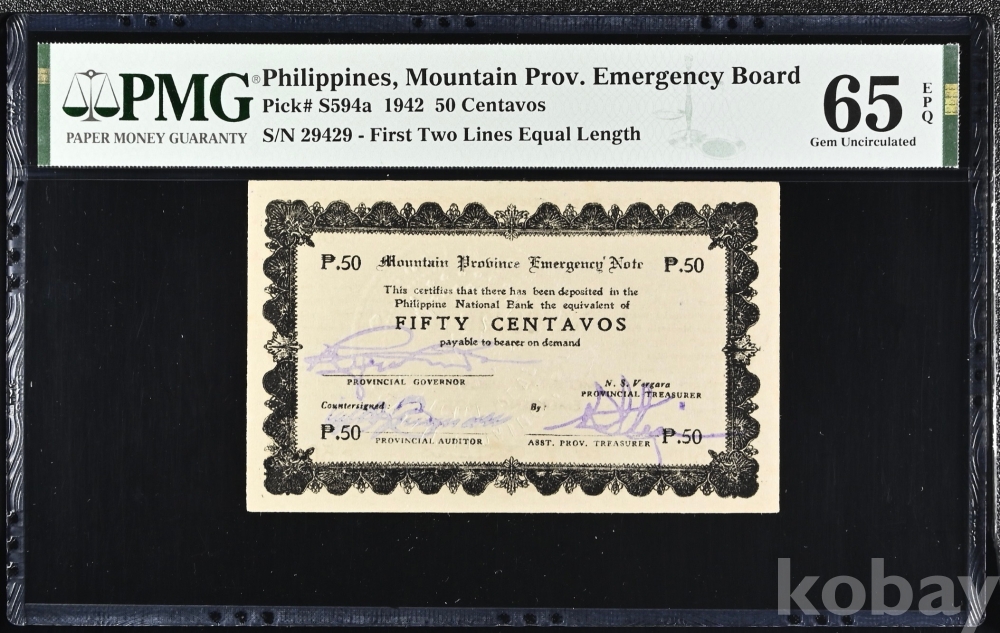 PMG®
PAPER MONEY GUARANTY
Philippines, Mountain Prov. Emergency Board
Pick# S594a 1942 50 Centavos
S/N 29429 - First Two Lines Equal Length
65
EPQ
Gem Uncirculated
₱.50 Mountain Province Emergency Note ₱.50
This certifies that there has been deposited in the
Philippine National Bank the equivalent of
FIFTY CENTAVOS
payable to bearer on demand
PROVINCIAL GOVERNOR
N. S. Vergara
PROVINCIAL TREASURER
Countersigned:
By:
₱.50
PROVINCIAL AUDITOR
ASST. PROV. TREASURER
₱.50
kobay